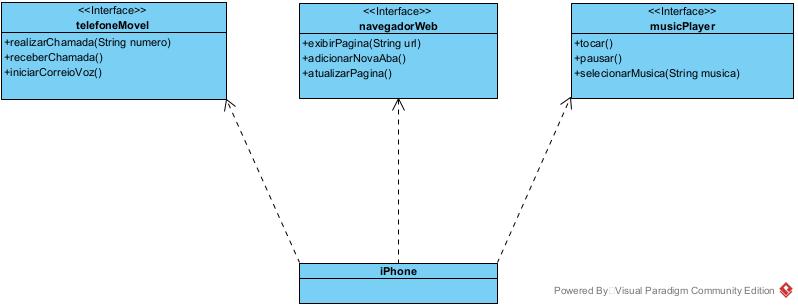 <<Interface>>
telefoneMovel
+realizarChamada(String numero)
+receberChamada()
+iniciarCorreioVoz()
<<Interface>>
navegadorWeb
+exibirPagina(String url)
+adicionarNovaAba()
+atualizarPagina()
<<Interface>>
musicPlayer
+tocar()
+pausar()
+selecionarMusica(String musica)
iPhone
Powered By Visual Paradigm Community Edition